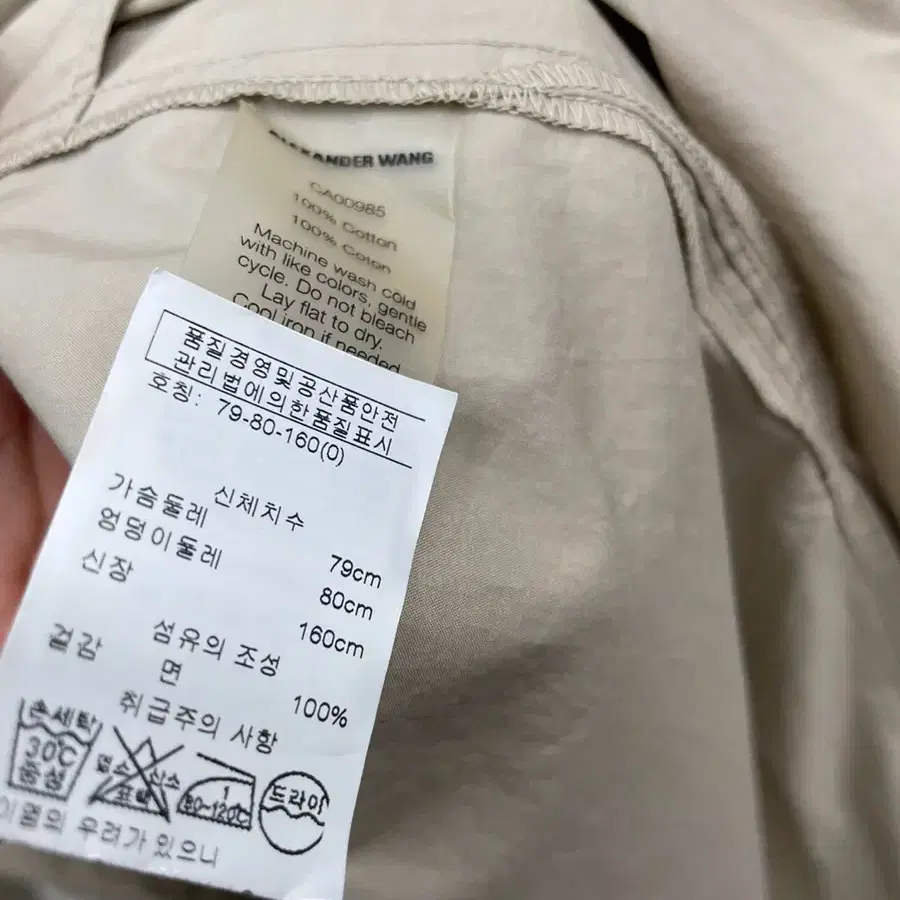 ALEXANDER WANG
CA00985
100% Cotton
100% Coton
Machine wash cold
with like colors, gentle
cycle. Do not bleach
Lay flat to dry.
Cool iron if needed
품질경영및공산품안전
관리법에의한품질표시
호칭: 79-80-160(0)
신체치수
가슴둘레 79cm
엉덩이둘레 80cm
신장 160cm
섬유의 조성
겉감 면 100%
취급주의 사항
손세탁
30℃
중성
염소 산소
표백
1
80~120℃
드라이
이염의 우려가 있으니